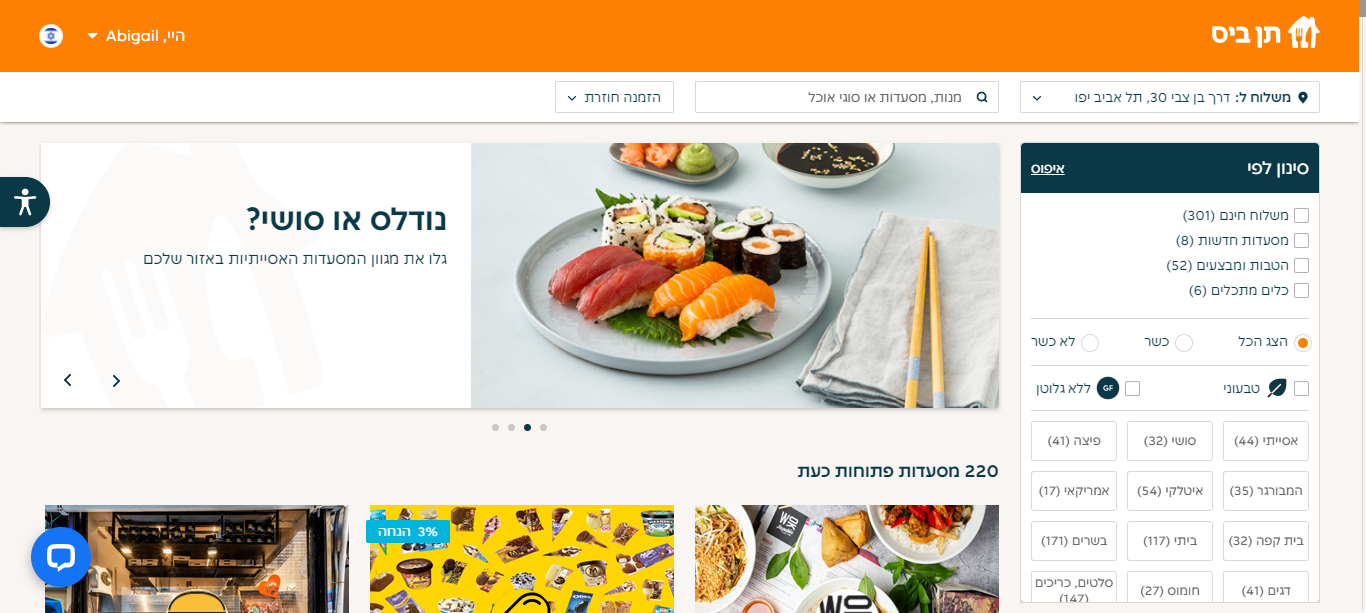 תן ביס
היי, Abigail
משלוח ל: דרך בן צבי 30, תל אביב יפו
מנות, מסעדות או סוגי אוכל
הזמנה חוזרת
סינון לפי
איפוס
משלוח חינם (301)
מסעדות חדשות (8)
הטבות ומבצעים (52)
כלים מתכלים (6)
הצג הכל
כשר
לא כשר
טבעוני
GF
ללא גלוטן
אסייתי (44)
סושי (32)
פיצה (41)
המבורגר (35)
איטלקי (54)
אמריקאי (17)
בית קפה (32)
ביתי (117)
בשרים (171)
דגים (41)
חומוס (27)
סלטים, כריכים
(147)
נודלס או סושי?
גלו את מגוון המסעדות האסייתיות באזור שלכם
220 מסעדות פתוחות כעת
3% הנחה
WOK
WOK